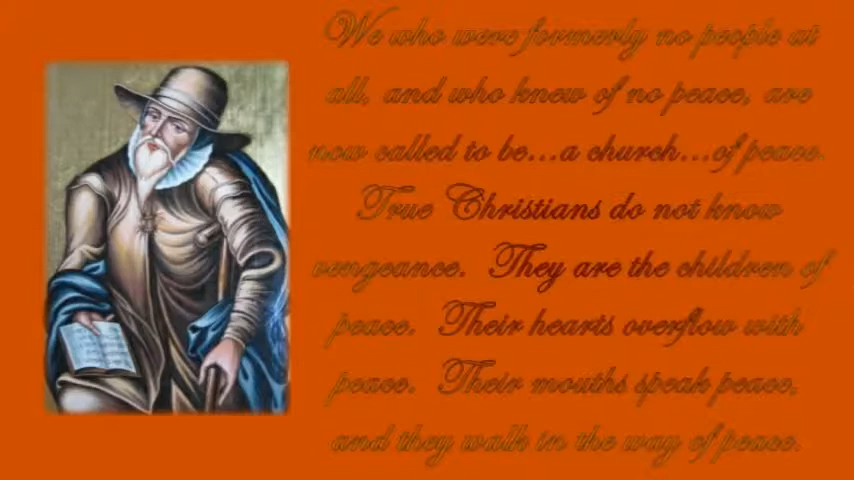 We who were formerly no people at
all, and who knew of no peace, are
now called to be...a church...of peace.
True Christians do not know
vengeance. They are the children of
peace. Their hearts overflow with
peace. Their mouths speak peace,
and they walk in the way of peace.